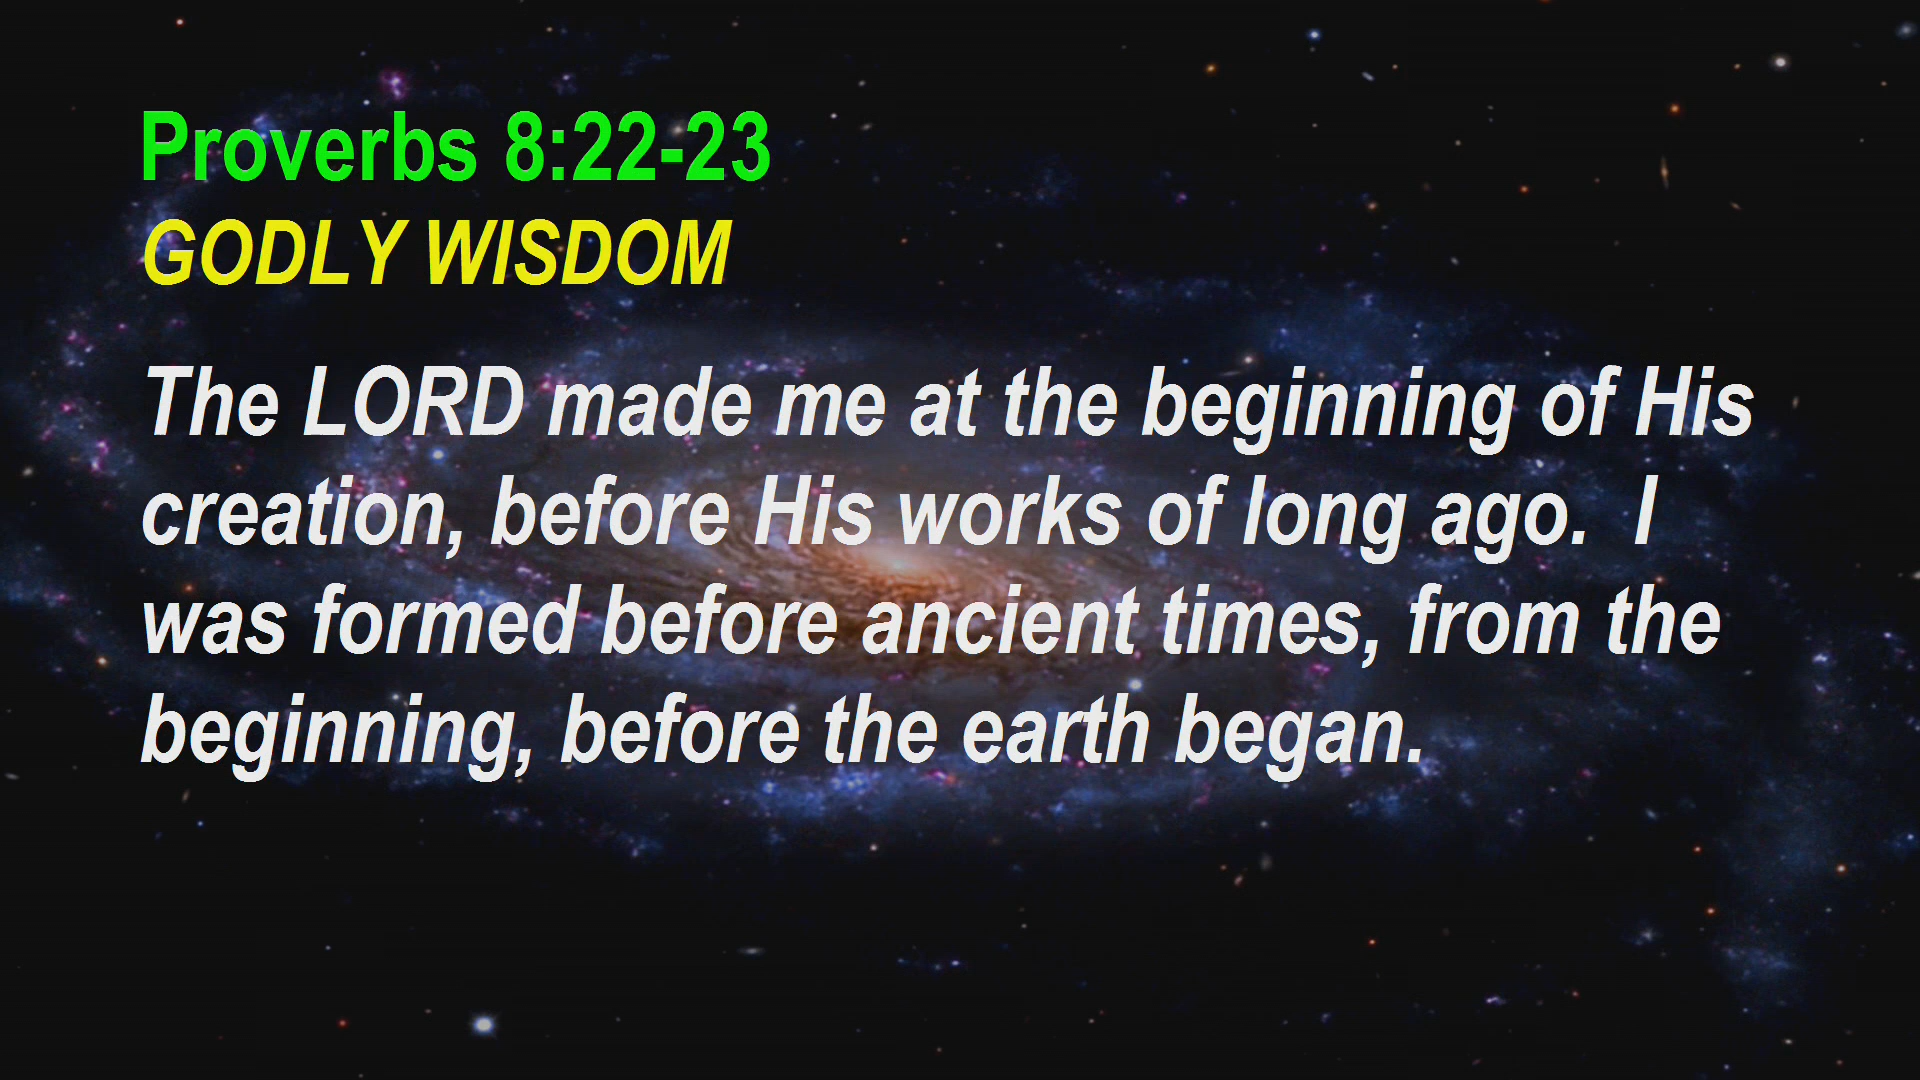 Proverbs 8:22-23
GODLY WISDOM
The LORD made me at the beginning of His
creation, before His works of long ago.  I
was formed before ancient times, from the
beginning, before the earth began.